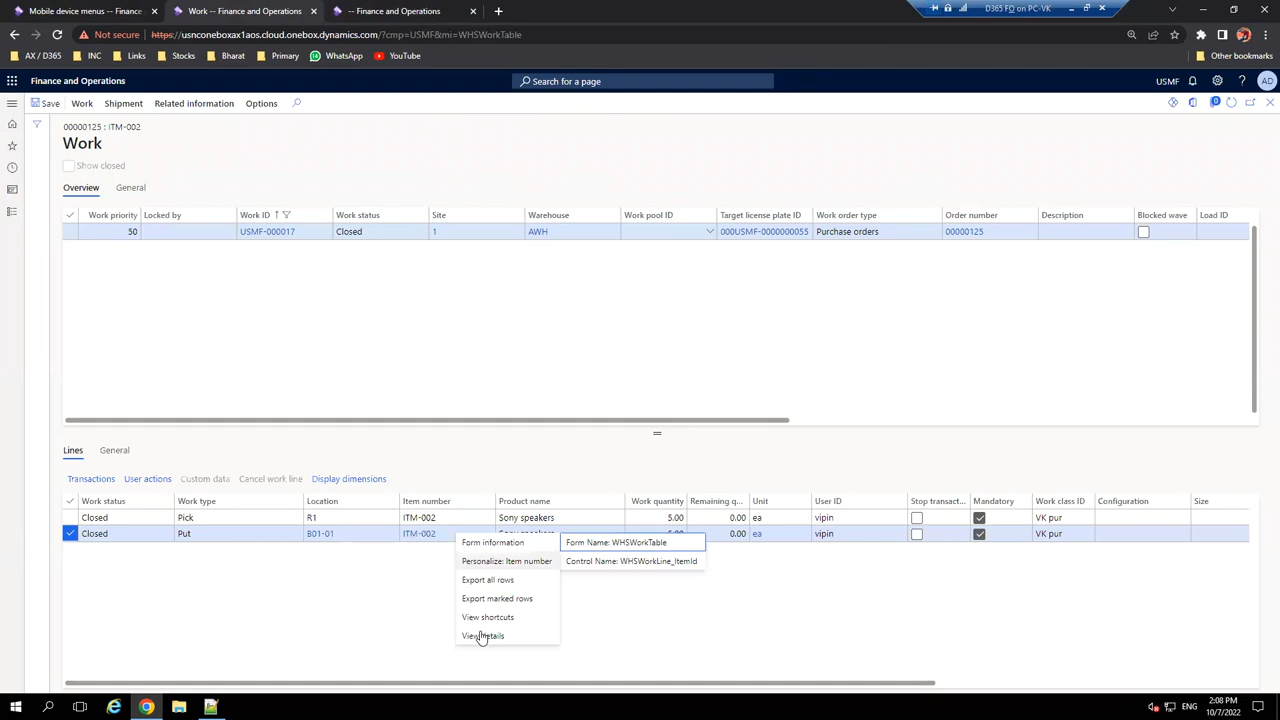 Mobile device menus -- Finance
Work -- Finance and Operations
-- Finance and Operations
D365 FO on PC-VK
Not secure
https://usnconeboxax1aos.cloud.onebox.dynamics.com/?cmp=USMF&mi=WHSWorkTable
AX / D365
INC
Links
Stocks
Bharat
Primary
WhatsApp
YouTube
Other bookmarks
Finance and Operations
Search for a page
USMF
AD
Save
Work
Shipment
Related information
Options
0
00000125 : ITM-002
Work
Show closed
Overview
General
Work priority
Locked by
Work ID
Work status
Site
Warehouse
Work pool ID
Target license plate ID
Work order type
Order number
Description
Blocked wave
Load ID
50
USMF-000017
Closed
1
AWH
000USMF-0000000055
Purchase orders
00000125
Lines
General
Transactions
User actions
Custom data
Cancel work line
Display dimensions
Work status
Work type
Location
Item number
Product name
Work quantity
Remaining q...
Unit
User ID
Stop transact...
Mandatory
Work class ID
Configuration
Size
Closed
Pick
R1
ITM-002
Sony speakers
5.00
0.00
ea
vipin
VK pur
Closed
Put
B01-01
ITM-002
0.00
ea
vipin
VK pur
Form information
Form Name: WHSWorkTable
Personalize: Item number
Control Name: WHSWorkLine_ItemId
Export all rows
Export marked rows
View shortcuts
View details
ENG
2:08 PM
10/7/2022